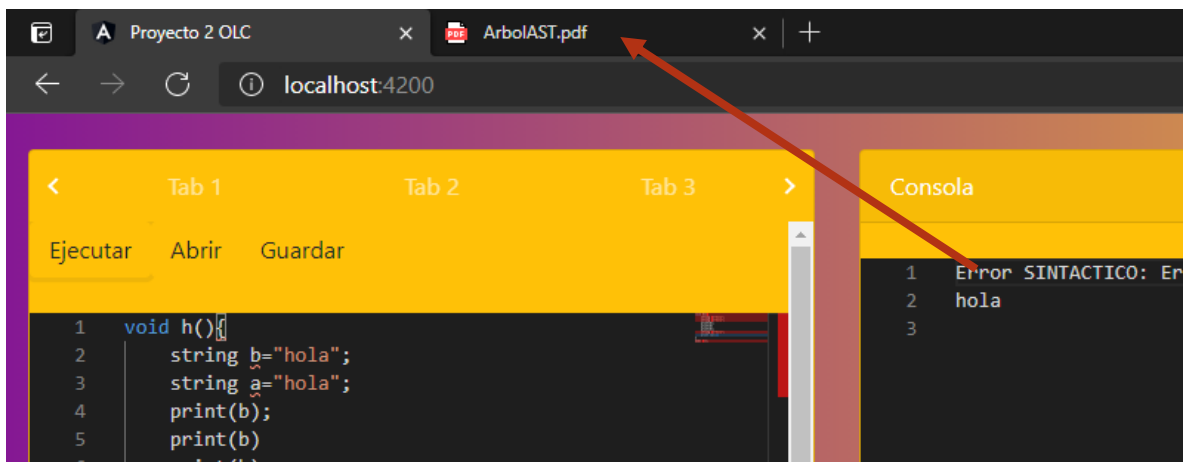 Proyecto 2 OLC
PDF ArbolAST.pdf
localhost:4200
Tab 1 Tab 2 Tab 3
Ejecutar Abrir Guardar
1 void h(){
2 string b="hola";
3 string a="hola";
4 print(b);
5 print(b)
Consola
1 Error SINTACTICO: Er
2 hola
3